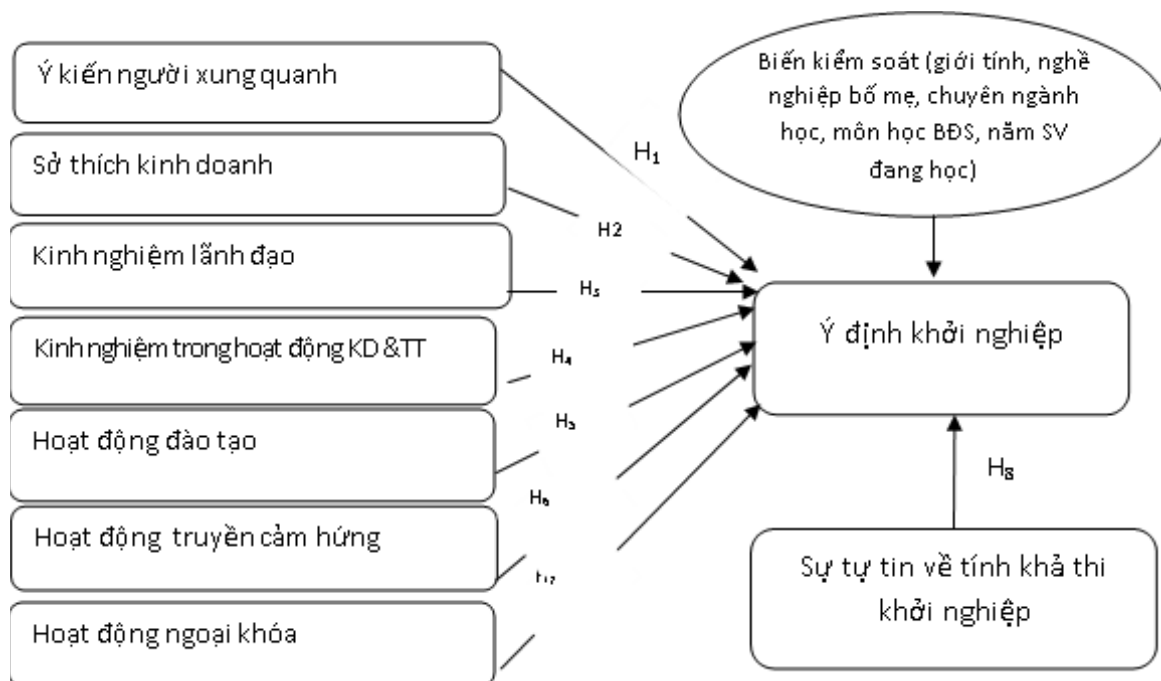 Ý kiến người xung quanh
Sở thích kinh doanh
Kinh nghiệm lãnh đạo
Kinh nghiệm trong hoạt động KD &TT
Hoạt động đào tạo
Hoạt động truyền cảm hứng
Hoạt động ngoại khóa
H1
H2
H4
Biến kiểm soát (giới tính, nghề
nghiệp bố mẹ, chuyên ngành
học, môn học BĐS, năm SV
đang học)
Ý định khởi nghiệp
H8
Sự tự tin về tính khả thi
khởi nghiệp